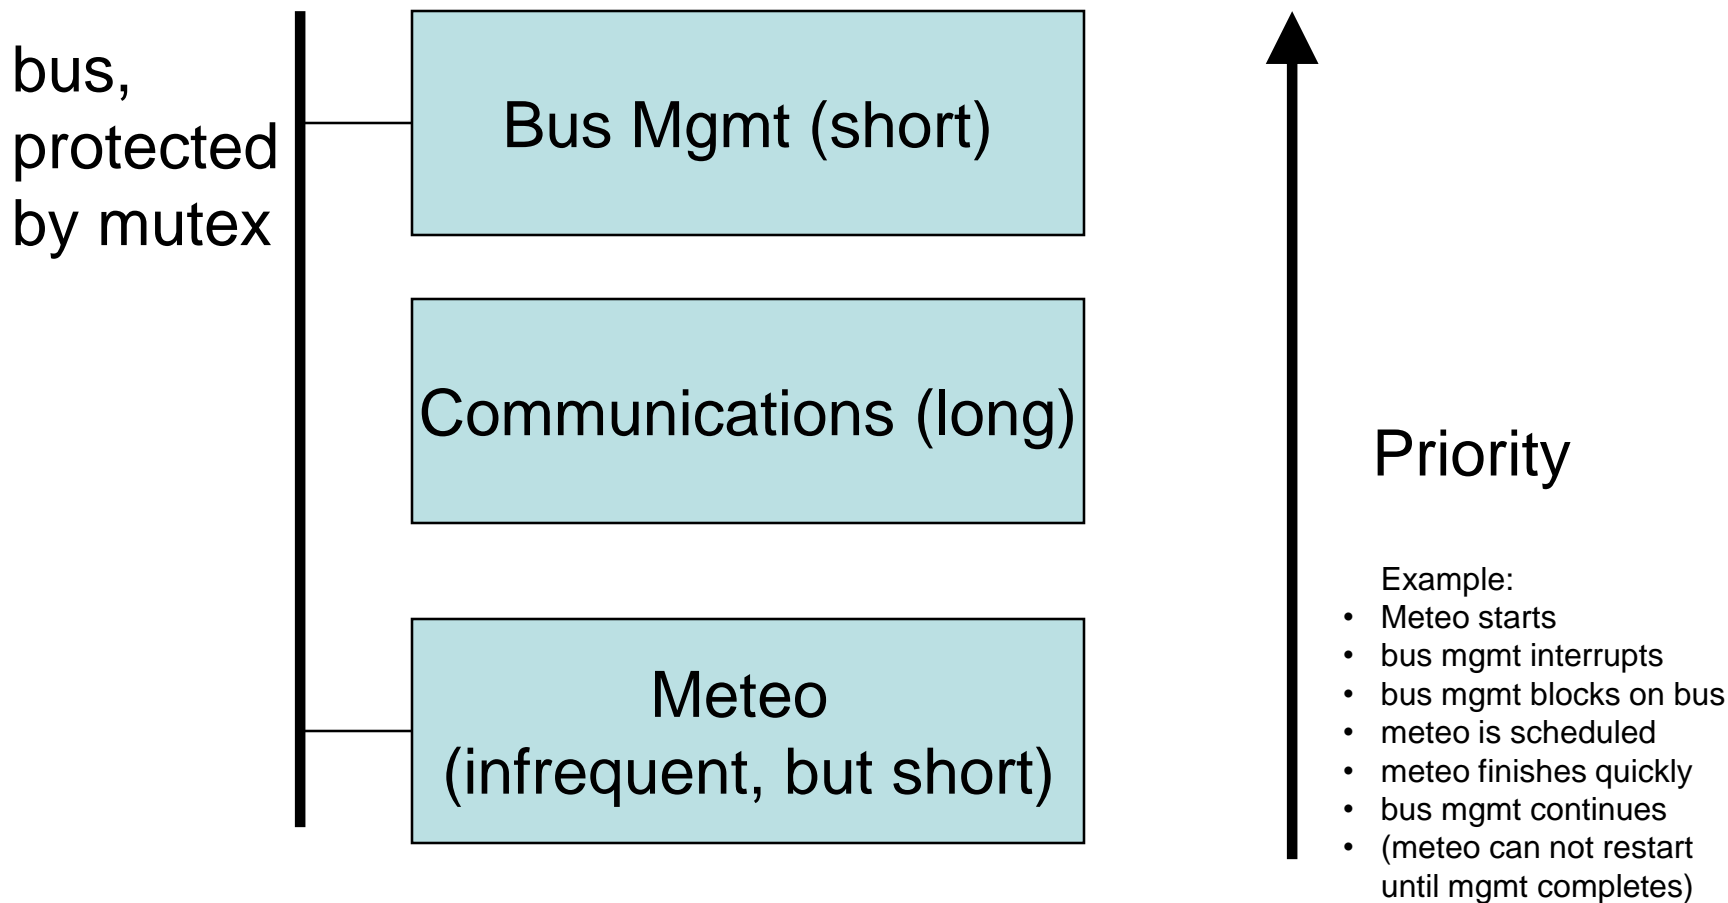 bus,
protected
by mutex
Bus Mgmt (short)
Communications (long)
Meteo
(infrequent, but short)
Priority
Example:
• Meteo starts
• bus mgmt interrupts
• bus mgmt blocks on bus
• meteo is scheduled
• meteo finishes quickly
• bus mgmt continues
• (meteo can not restart
until mgmt completes)